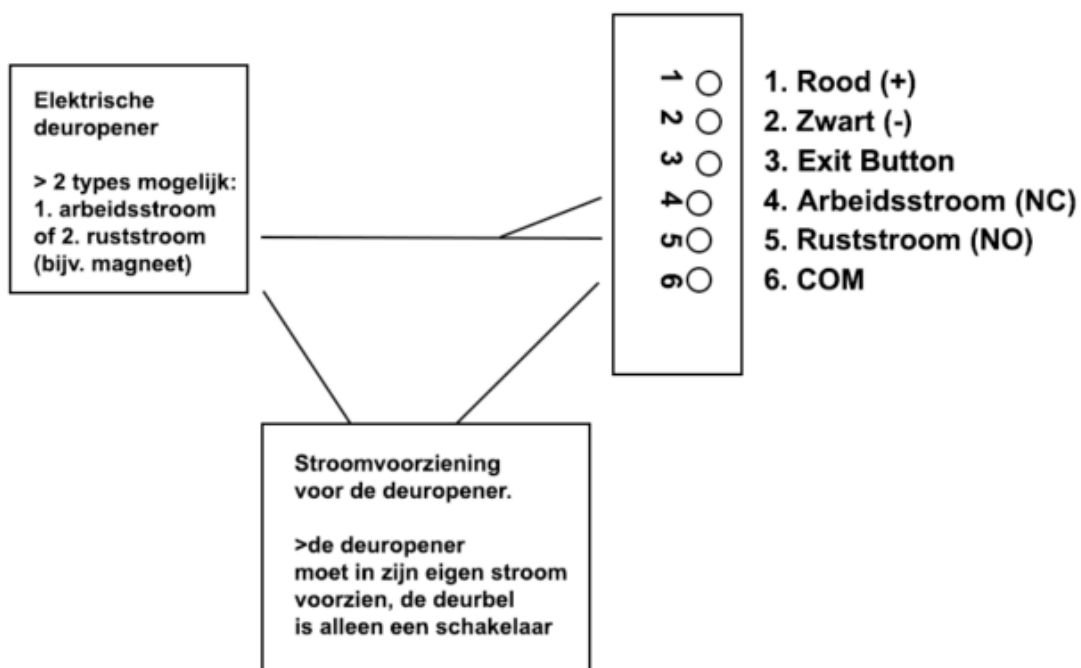 Elektrische
deuropener
> 2 types mogelijk:
1. arbeidsstroom
of 2. ruststroom
(bijv. magneet)
1
2
3
4
5
6
1. Rood (+)
2. Zwart (-)
3. Exit Button
4. Arbeidsstroom (NC)
5. Ruststroom (NO)
6. COM
Stroomvoorziening
voor de deuropener.
>de deuropener
moet in zijn eigen stroom
voorzien, de deurbel
is alleen een schakelaar